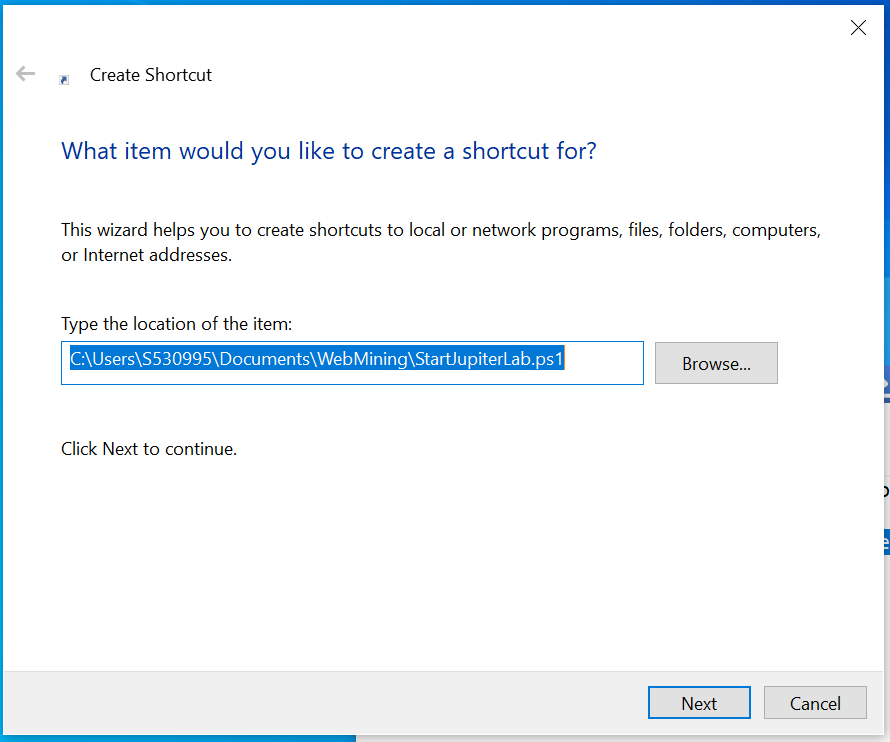 Create Shortcut
What item would you like to create a shortcut for?
This wizard helps you to create shortcuts to local or network programs, files, folders, computers,
or Internet addresses.
Type the location of the item:
C:\Users\S530995\Documents\WebMining\StartJupiterLab.ps1
Browse...
Click Next to continue.
Next
Cancel